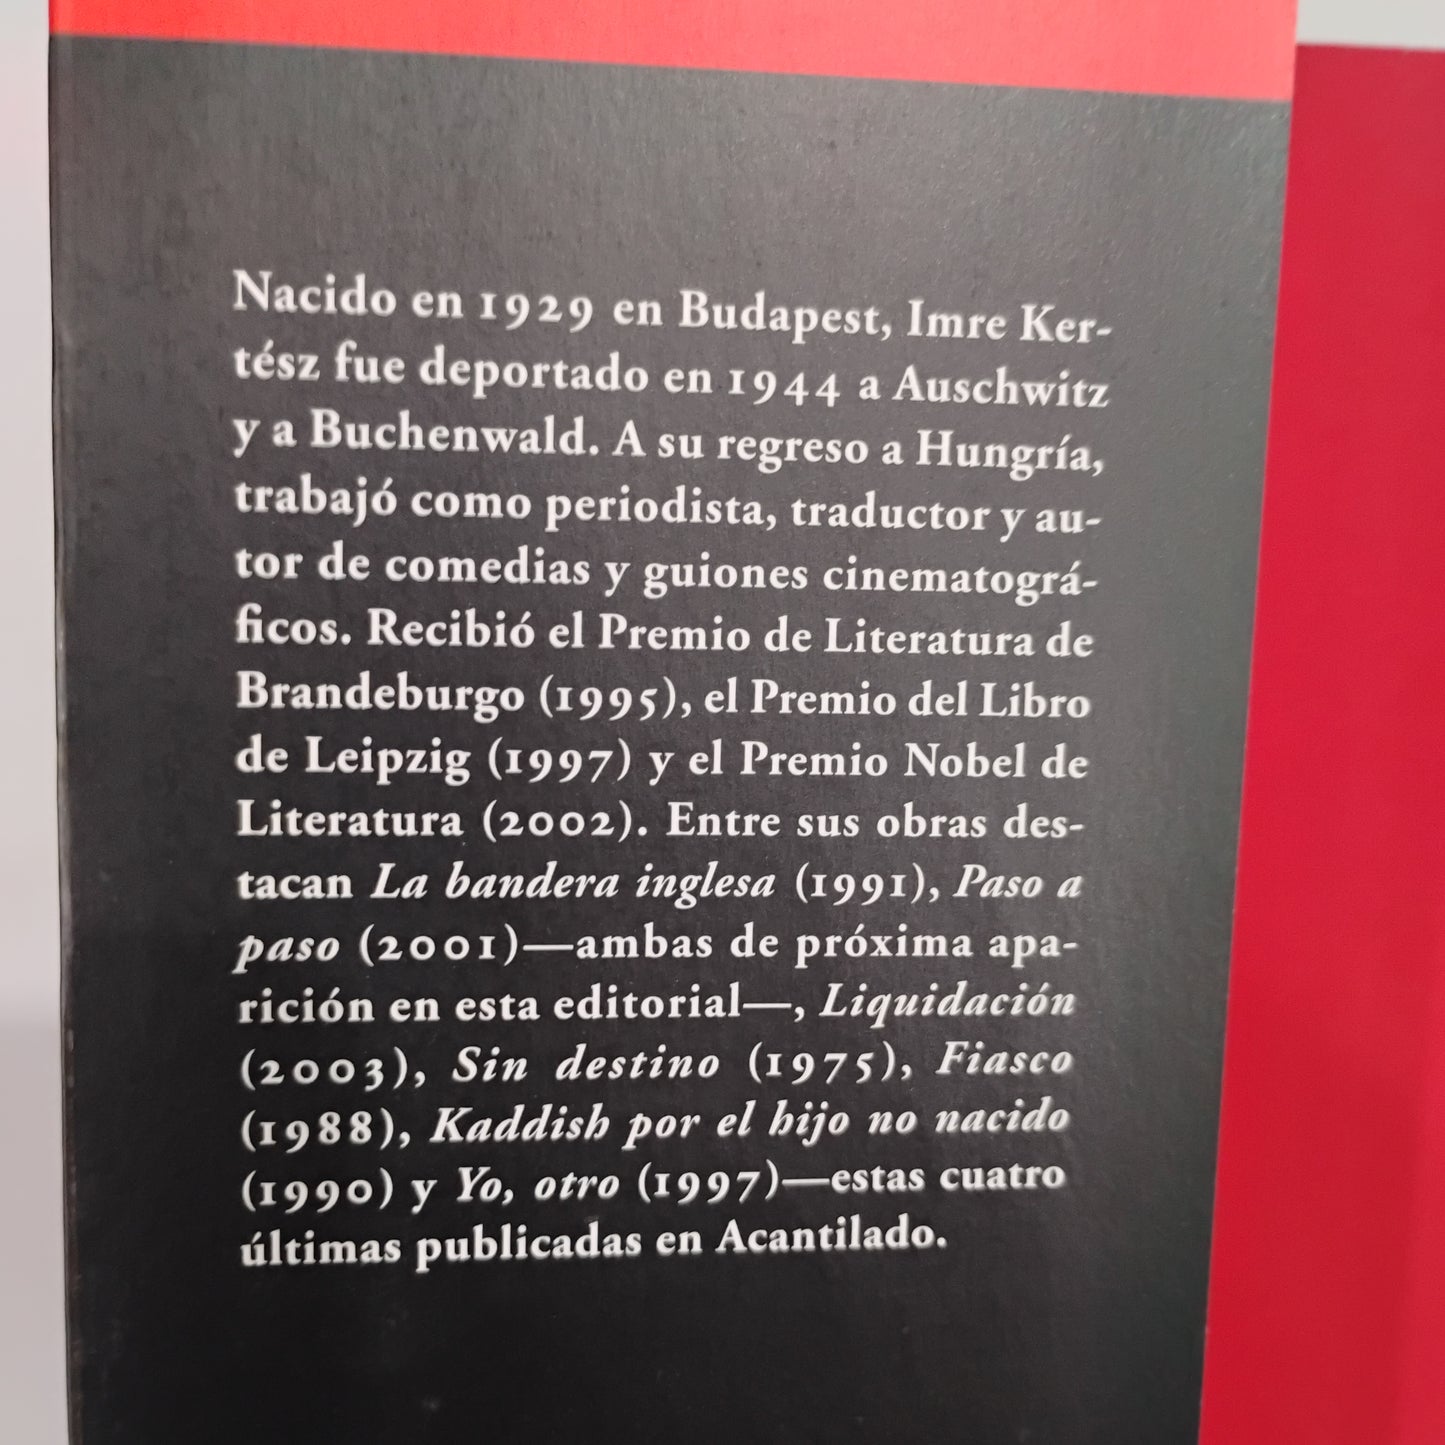 Nacido en 1929 en Budapest, Imre Ker-
tész fue deportado en 1944 a Auschwitz
y a Buchenwald. A su regreso a Hungría,
trabajó como periodista, traductor y au-
tor de comedias y guiones cinematográ-
ficos. Recibió el Premio de Literatura de
Brandeburgo (1995), el Premio del Libro
de Leipzig (1997) y el Premio Nobel de
Literatura (2002). Entre sus obras des-
tacan La bandera inglesa (1991), Paso a
paso (2001)—ambas de próxima apa-
rición en esta editorial—, Liquidación
(2003), Sin destino (1975), Fiasco
(1988), Kaddish por el hijo no nacido
(1990) y Yo, otro (1997)—estas cuatro
últimas publicadas en Acantilado.